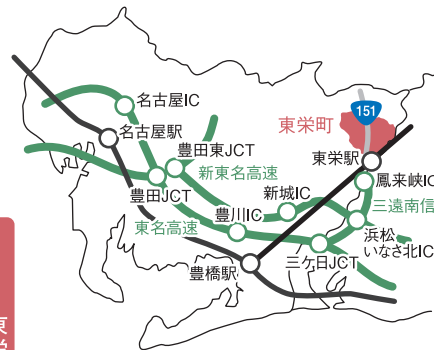 151
名古屋IC
東栄町
名古屋駅
豊田東JCT
東栄駅
新東名高速
鳳来峡IC
豊田JCT
新城IC
三遠南信
豊川IC
東名高速
浜松
いなさ北IC
三ケ日JCT
豊橋駅
東